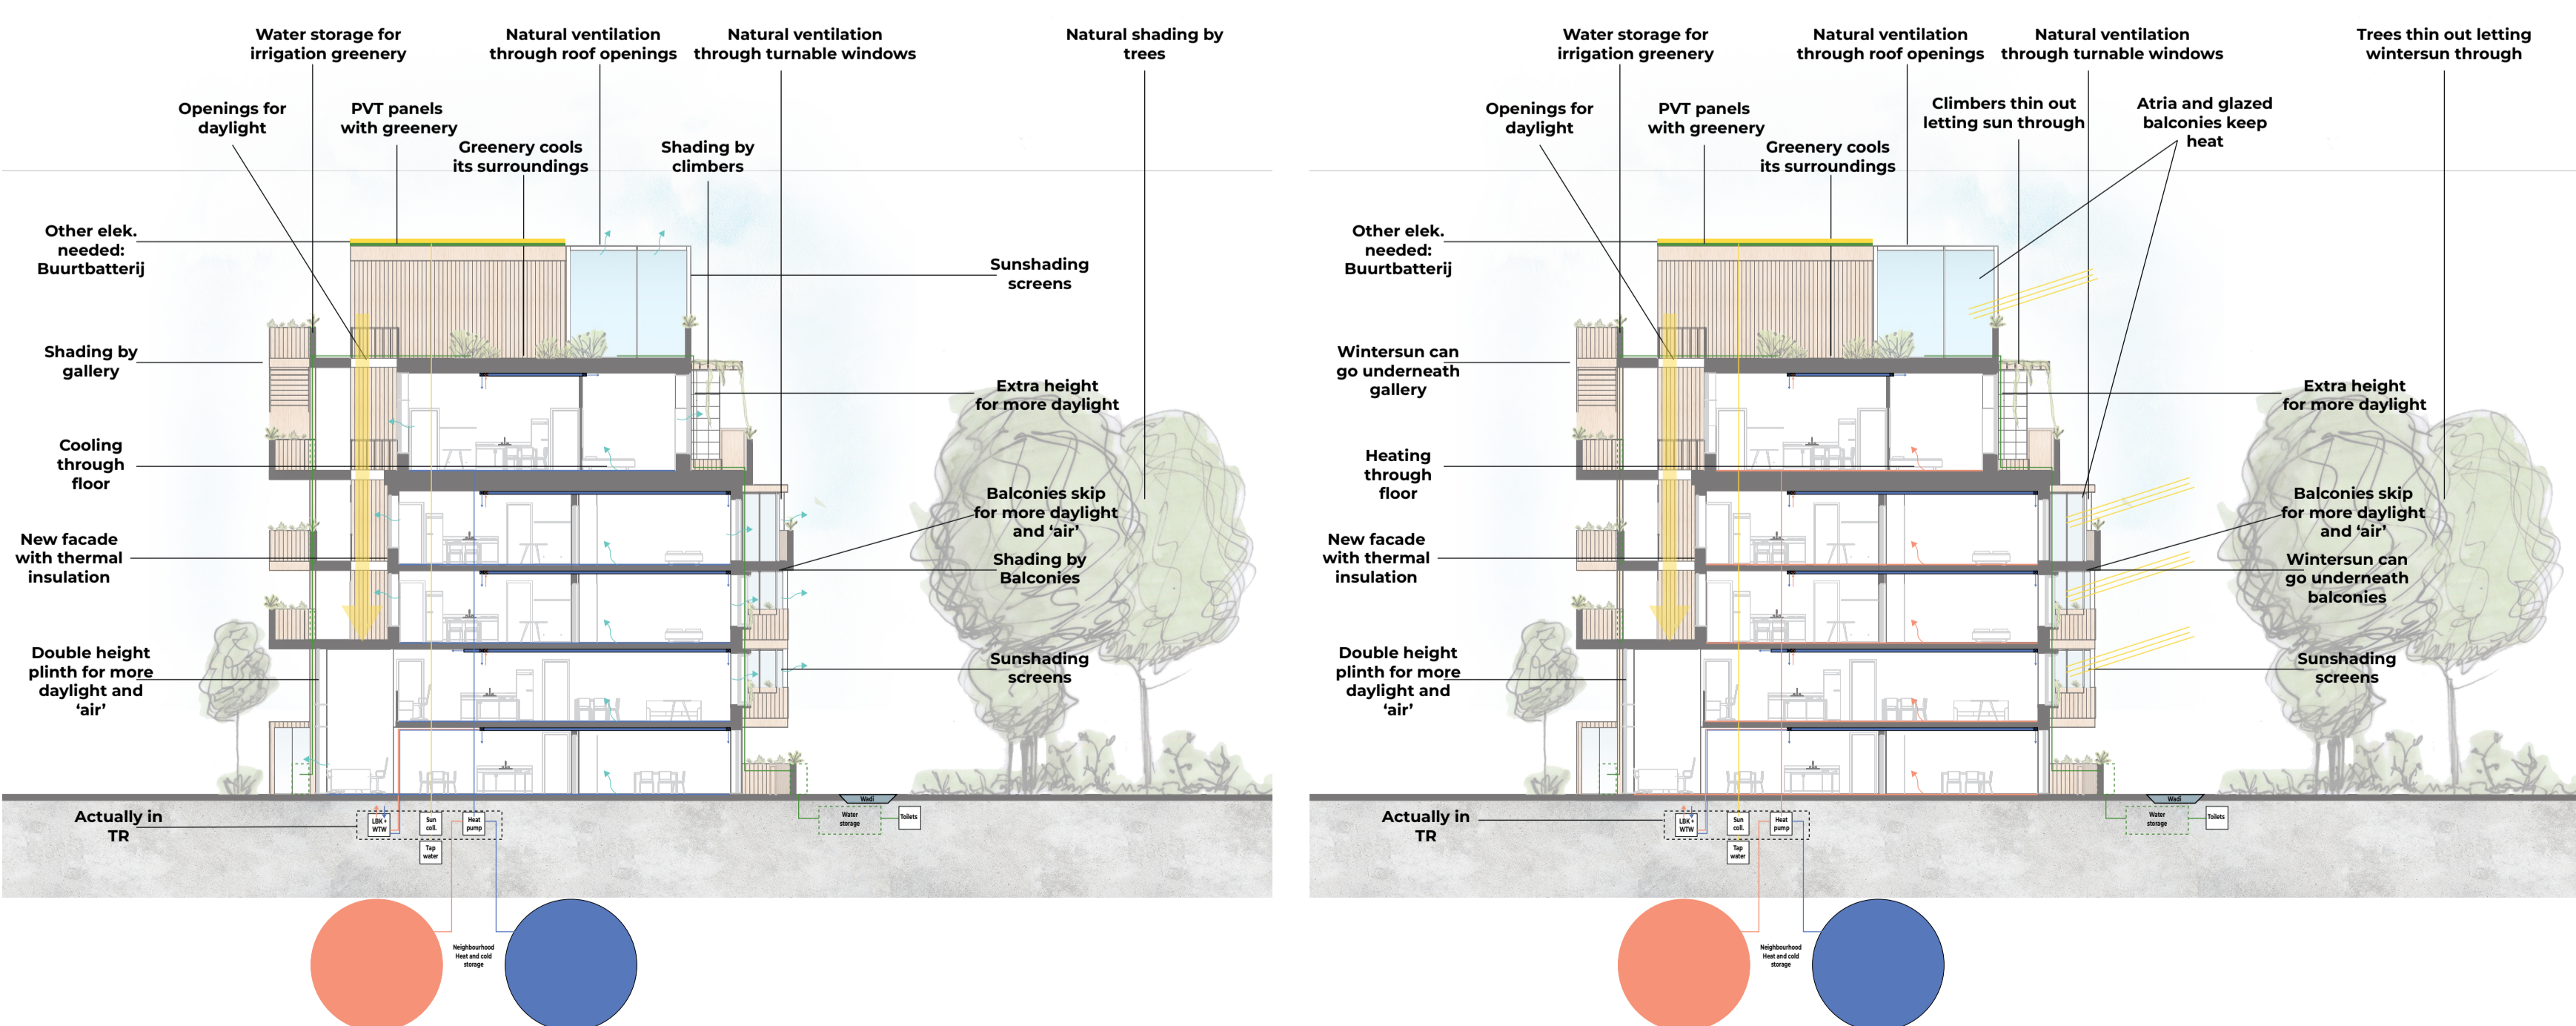 Water storage for
irrigation greenery
Natural ventilation
through roof openings
Natural ventilation
through turnable windows
Natural shading by
trees
Openings for
daylight
PVT panels
with greenery
Greenery cools
its surroundings
Shading by
climbers
Other elek.
needed:
Buurtbatterij
Sunshading
screens
Shading by
gallery
Extra height
for more daylight
Cooling
through
floor
Balconies skip
for more daylight
and ‘air’
New facade
with thermal
insulation
Shading by
Balconies
Double height
plinth for more
daylight and
‘air’
Sunshading
screens
Actually in
TR
LBK +
WTW
Sun
coll.
Heat
pump
Tap
water
Wadi
Water
storage
Toilets
Neighbourhood
Heat and cold
storage
Water storage for
irrigation greenery
Natural ventilation
through roof openings
Natural ventilation
through turnable windows
Trees thin out letting
wintersun through
Openings for
daylight
PVT panels
with greenery
Greenery cools
its surroundings
Climbers thin out
letting sun through
Atria and glazed
balconies keep
heat
Other elek.
needed:
Buurtbatterij
Wintersun can
go underneath
gallery
Extra height
for more daylight
Heating
through
floor
Balconies skip
for more daylight
and ‘air’
New facade
with thermal
insulation
Wintersun can
go underneath
balconies
Double height
plinth for more
daylight and
‘air’
Sunshading
screens
Actually in
TR
LBK +
WTW
Sun
coll.
Heat
pump
Tap
water
Wadi
Water
storage
Toilets
Neighbourhood
Heat and cold
storage